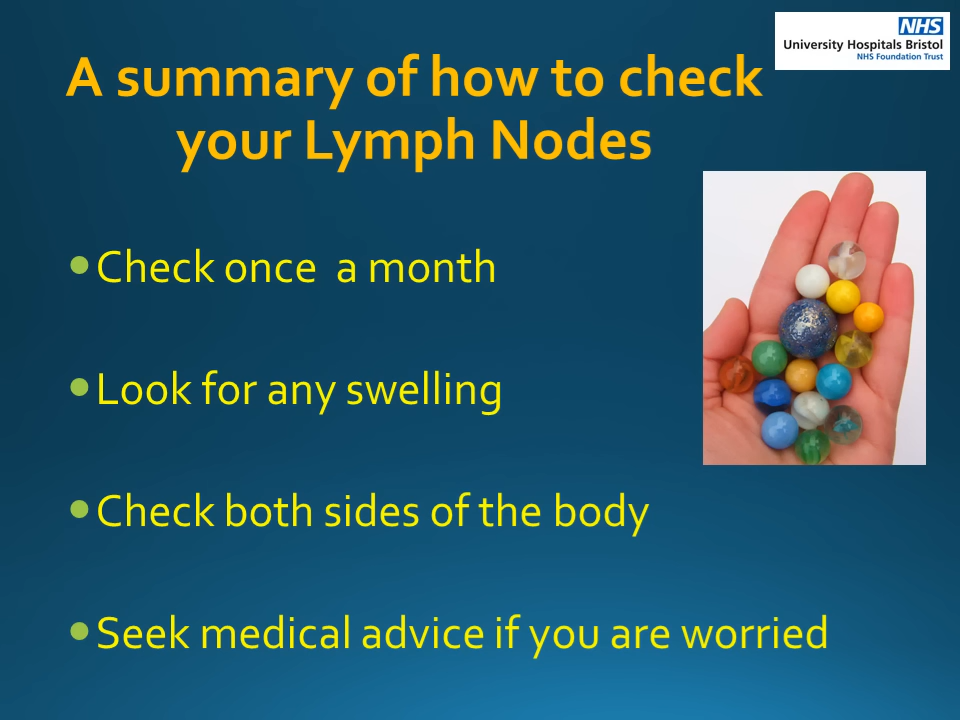 NHS
University Hospitals Bristol
NHS Foundation Trust
A summary of how to check
your Lymph Nodes
Check once a month
Look for any swelling
Check both sides of the body
Seek medical advice if you are worried